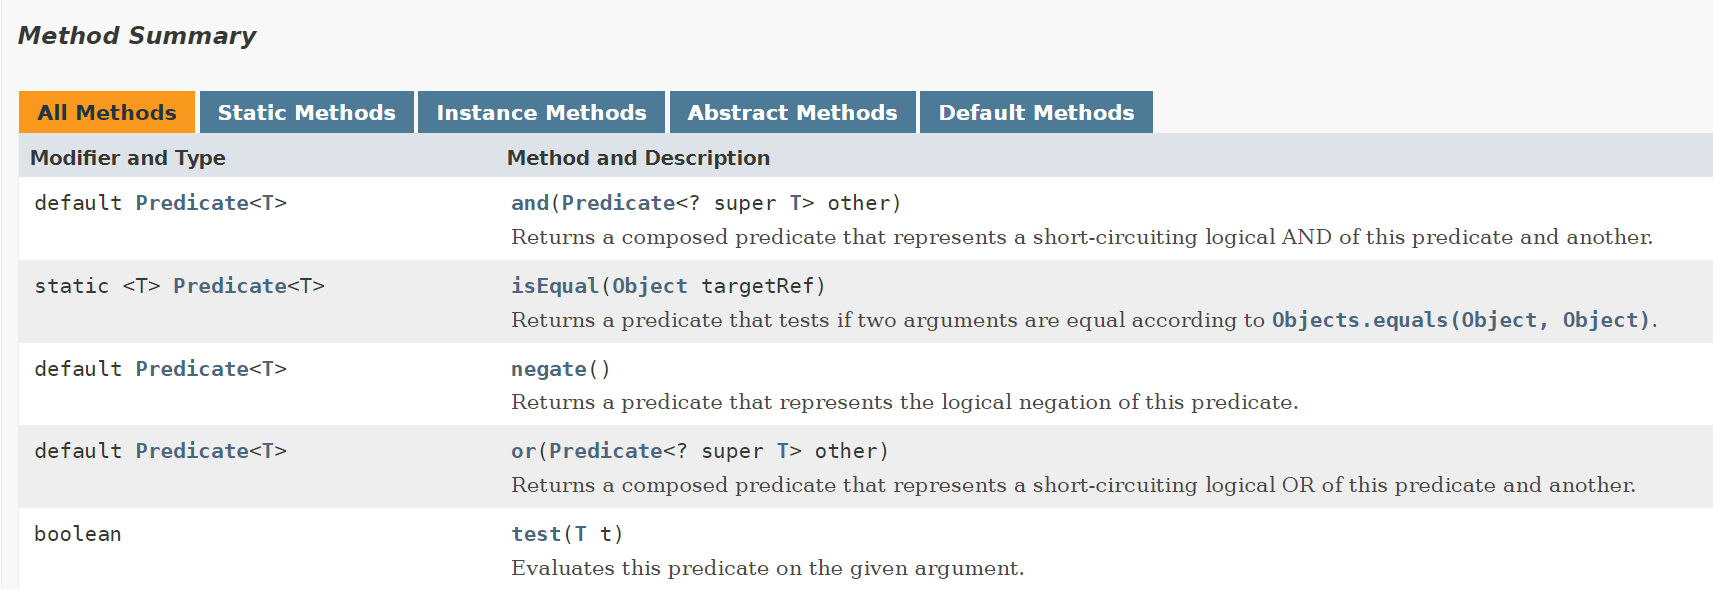 Method Summary
All Methods Static Methods Instance Methods Abstract Methods Default Methods
Modifier and Type Method and Description
default Predicate<T> and(Predicate<? super T> other)
Returns a composed predicate that represents a short-circuiting logical AND of this predicate and another.
static <T> Predicate<T> isEqual(Object targetRef)
Returns a predicate that tests if two arguments are equal according to Objects.equals(Object, Object).
default Predicate<T> negate()
Returns a predicate that represents the logical negation of this predicate.
default Predicate<T> or(Predicate<? super T> other)
Returns a composed predicate that represents a short-circuiting logical OR of this predicate and another.
boolean test(T t)
Evaluates this predicate on the given argument.